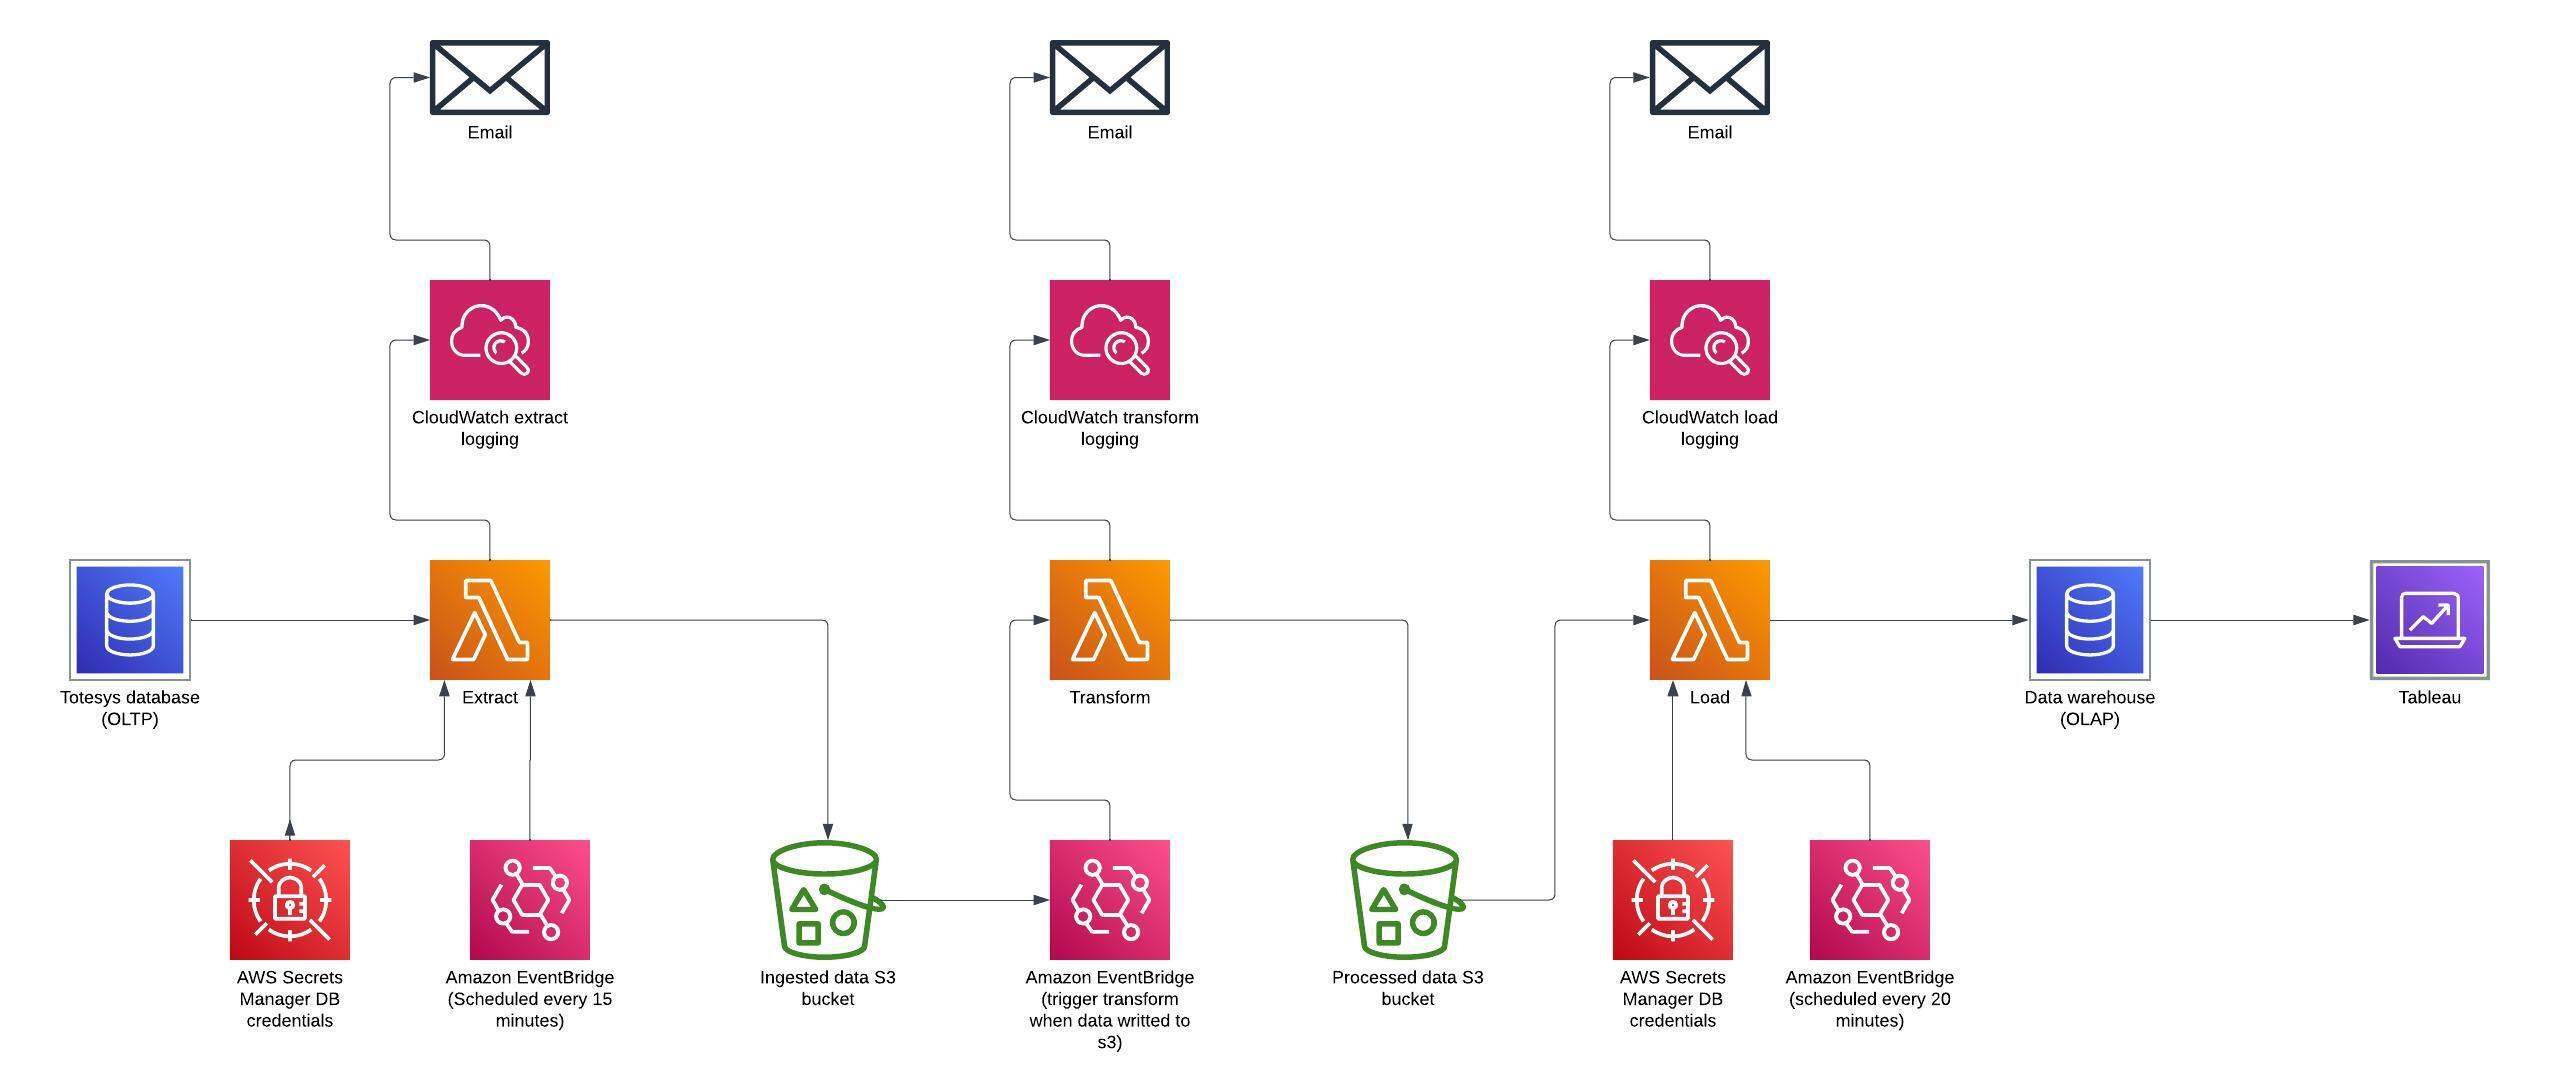 Email
Email
Email
CloudWatch extract
logging
CloudWatch transform
logging
CloudWatch load
logging
Totesys database
(OLTP)
Extract
Transform
Load
Data warehouse
(OLAP)
Tableau
AWS Secrets
Manager DB
credentials
Amazon EventBridge
(Scheduled every 15
minutes)
Ingested data S3
bucket
Amazon EventBridge
(trigger transform
when data writted to
s3)
Processed data S3
bucket
AWS Secrets
Manager DB
credentials
Amazon EventBridge
(scheduled every 20
minutes)